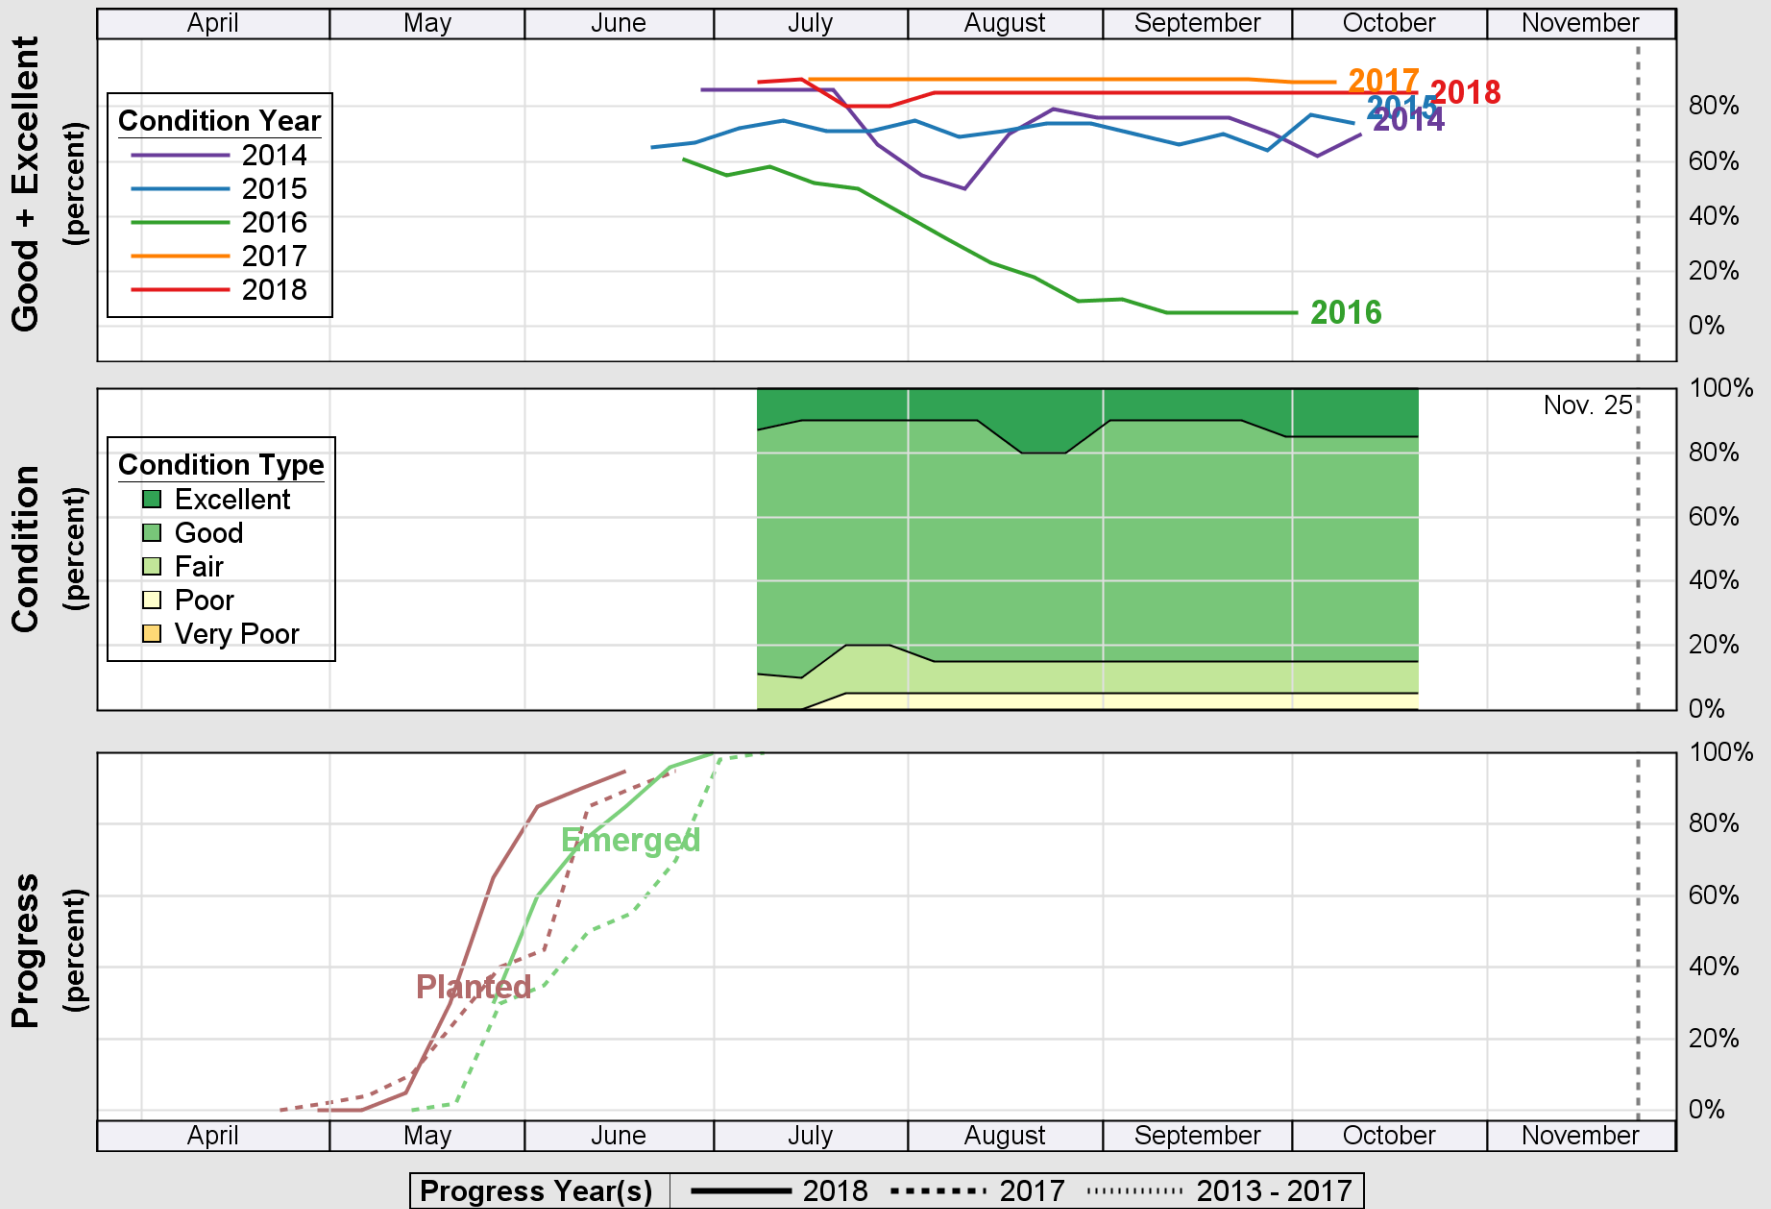 April May June July August September October November
Good + Excellent
(percent)
Condition Year
2014
2015
2016
2017
2018
2017
2018
2015
2014
2016
80%
60%
40%
20%
0%
Condition
(percent)
Condition Type
Excellent
Good
Fair
Poor
Very Poor
Nov. 25
100%
80%
60%
40%
20%
0%
Progress
(percent)
Emerged
Planted
100%
80%
60%
40%
20%
0%
April May June July August September October November
Progress Year(s) 2018 2017 2013 - 2017